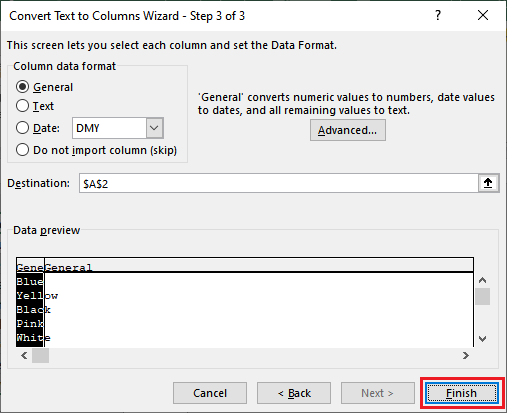 Convert Text to Columns Wizard - Step 3 of 3 ? ×
This screen lets you select each column and set the Data Format.
Column data format
General
Text
Date: DMY
Do not import column (skip)
'General' converts numeric values to numbers, date values
to dates, and all remaining values to text.
Advanced...
Destination: $A$2
Data preview
GeneGeneral
Blue
Yellow
Black
Pink
White
Cancel < Back Next > Finish